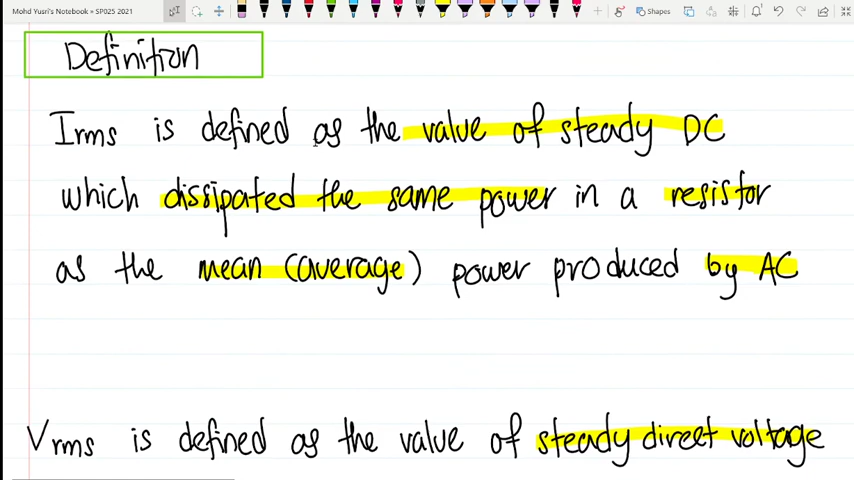 Mohd Yusri's Notebook » SP025 2021
Shapes
Definition
Irms is defined as the value of steady DC
which dissipated the same power in a resistor
as the mean (average) power produced by AC
Vrms is defined as the value of steady direct voltage